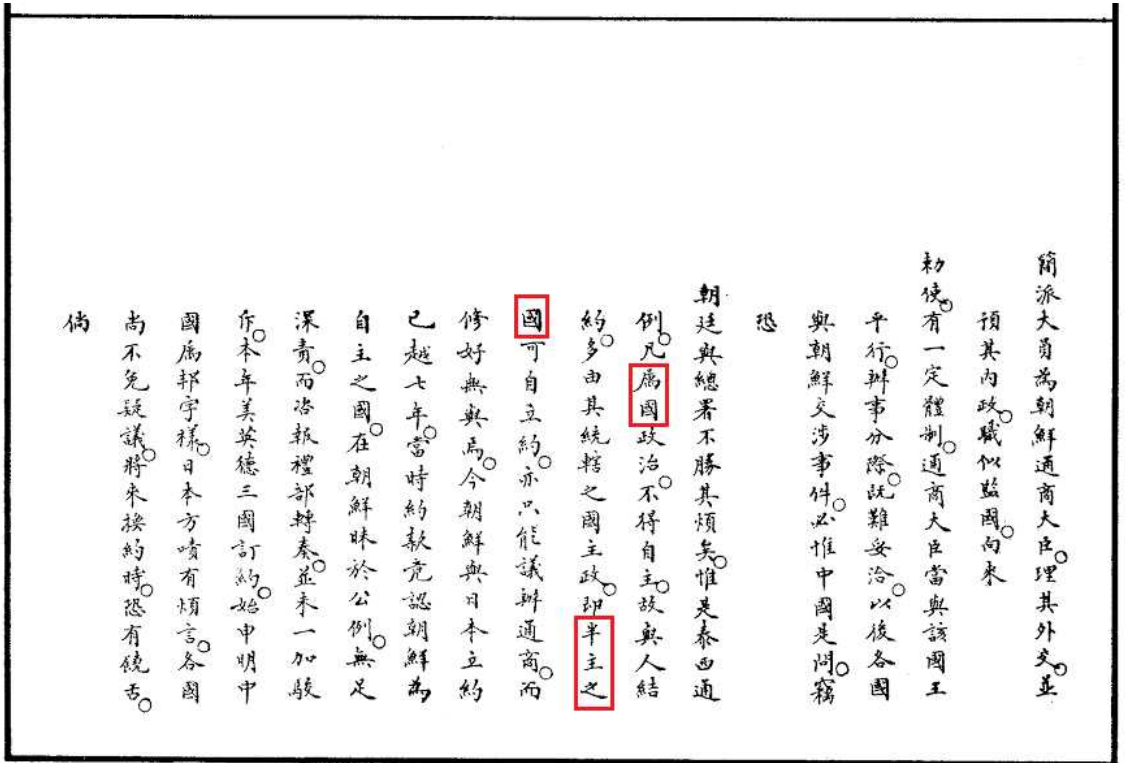 簡派大員為朝鮮通商大臣。理其外交。並
預其內政。職似監國。向來
勅使。有一定體制。通商大臣當與該國王
平行。辦事分際。既難妥洽。以後各國
與朝鮮交涉事件。必惟中國是問。竊
恐
朝廷與總署不勝其煩矣。惟是泰西通
例。凡屬國政治。不得自主。故與人結
約。多由其統轄之國主政。即半主之
國可自立約。亦只能議辦通商。而
修好無與焉。今朝鮮與日本立約
已越七年。當時約款竟認朝鮮為
自主之國。在朝鮮昧於公例。無足
深責。而咨報禮部轉奏。並未一加駁
斥。本年美英德三國訂約。始申明中
國屬邦字樣。日本方嘖有煩言。各國
尚不免疑議。將來換約時。恐有饒舌。
倘